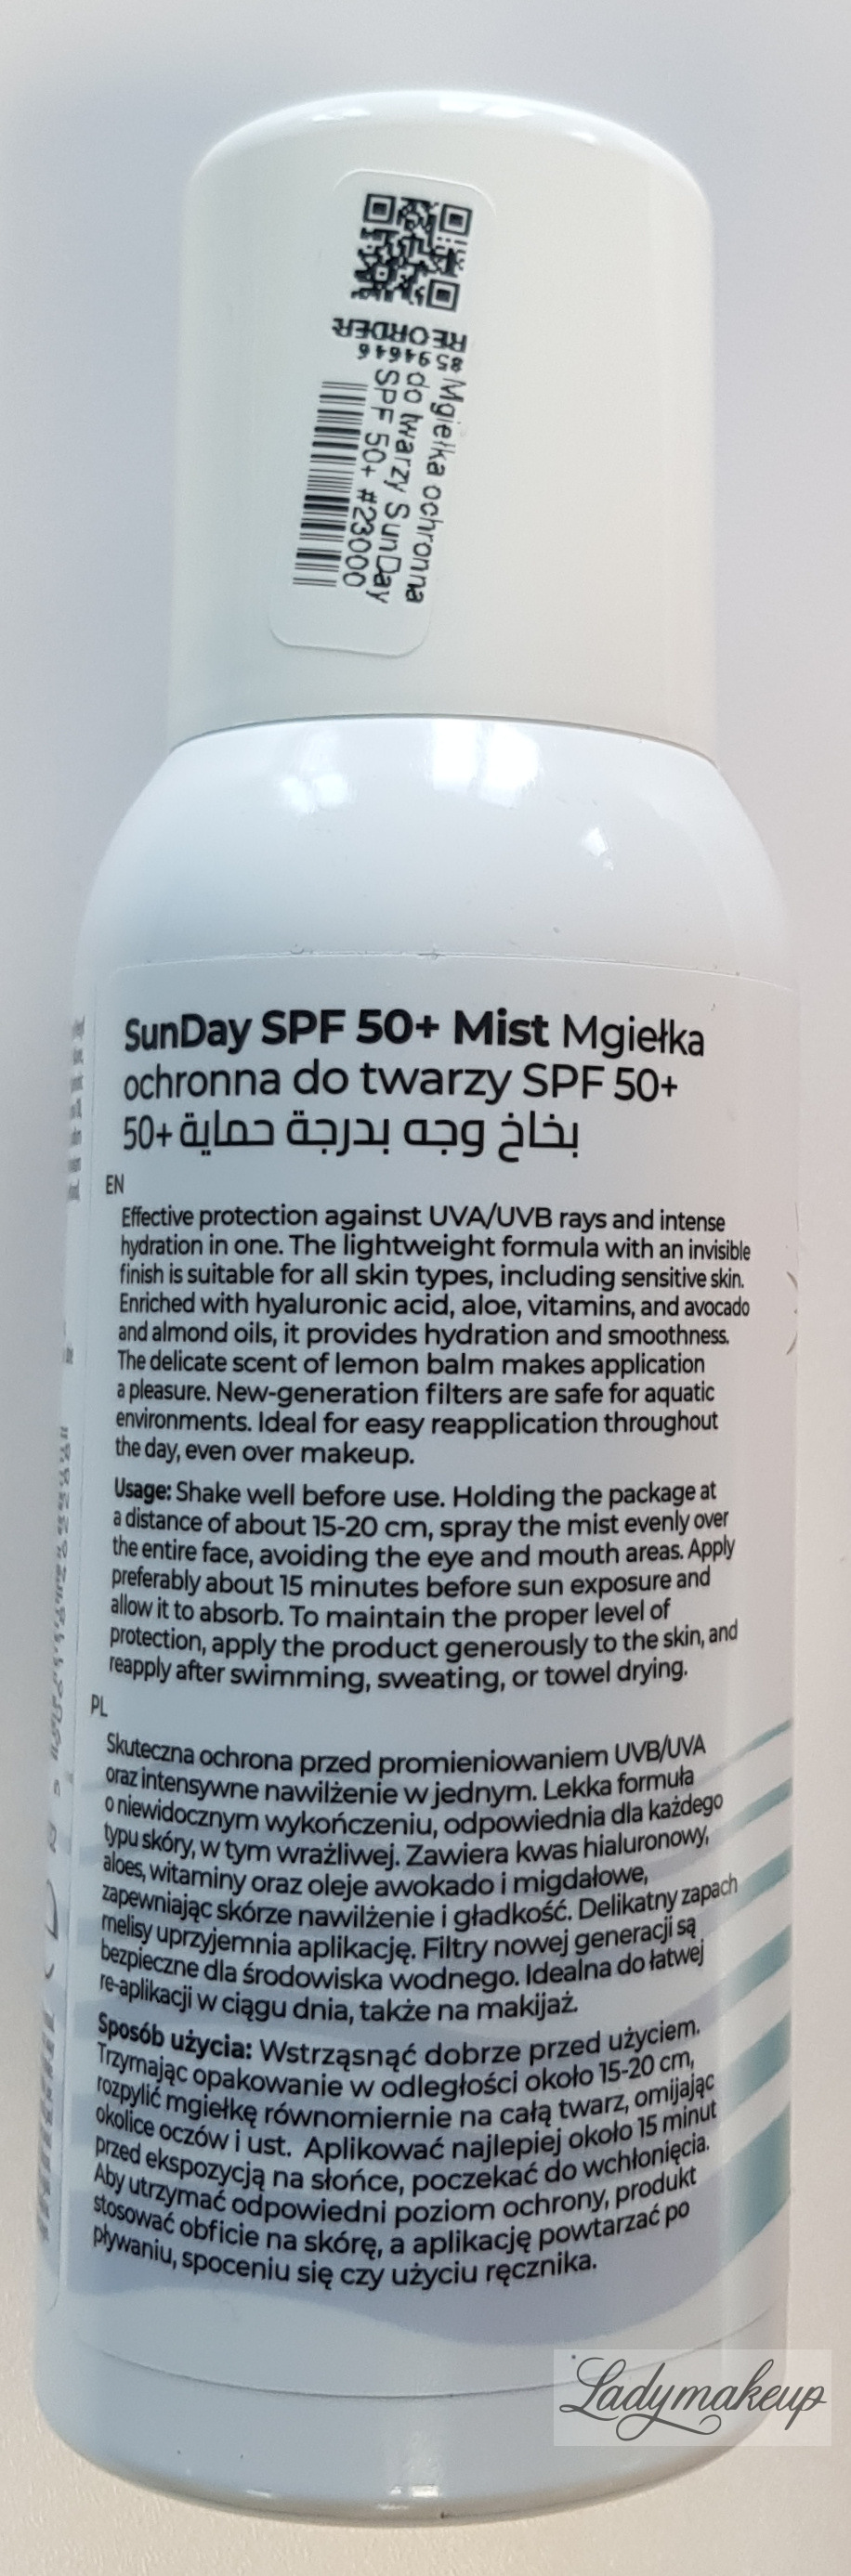 REORDER
8594646
Mgiełka ochronna
do twarzy SunDay
SPF 50+ #23000
SunDay SPF 50+ Mist Mgiełka
ochronna do twarzy SPF 50+
بخاخ وجه بدرجة حماية +50
EN
Effective protection against UVA/UVB rays and intense
hydration in one. The lightweight formula with an invisible
finish is suitable for all skin types, including sensitive skin.
Enriched with hyaluronic acid, aloe, vitamins, and avocado
and almond oils, it provides hydration and smoothness.
The delicate scent of lemon balm makes application
a pleasure. New-generation filters are safe for aquatic
environments. Ideal for easy reapplication throughout
the day, even over makeup.
Usage: Shake well before use. Holding the package at
a distance of about 15-20 cm, spray the mist evenly over
the entire face, avoiding the eye and mouth areas. Apply
preferably about 15 minutes before sun exposure and
allow it to absorb. To maintain the proper level of
protection, apply the product generously to the skin, and
reapply after swimming, sweating, or towel drying.
PL
Skuteczna ochrona przed promieniowaniem UVB/UVA
oraz intensywne nawilżenie w jednym. Lekka formuła
o niewidocznym wykończeniu, odpowiednia dla każdego
typu skóry, w tym wrażliwej. Zawiera kwas hialuronowy,
aloes, witaminy oraz oleje awokado i migdałowe,
zapewniając skórze nawilżenie i gładkość. Delikatny zapach
melisy uprzyjemnia aplikację. Filtry nowej generacji są
bezpieczne dla środowiska wodnego. Idealna do łatwej
re-aplikacji w ciągu dnia, także na makijaż.
Sposób użycia: Wstrząsnąć dobrze przed użyciem.
Trzymając opakowanie w odległości około 15-20 cm,
rozpylić mgiełkę równomiernie na całą twarz, omijając
okolice oczów i ust. Aplikować najlepiej około 15 minut
przed ekspozycją na słońce, poczekać do wchłonięcia.
Aby utrzymać odpowiedni poziom ochrony, produkt
stosować obficie na skórę, a aplikację powtarzać po
pływaniu, spoceniu się czy użyciu ręcznika.
Ladymakeup